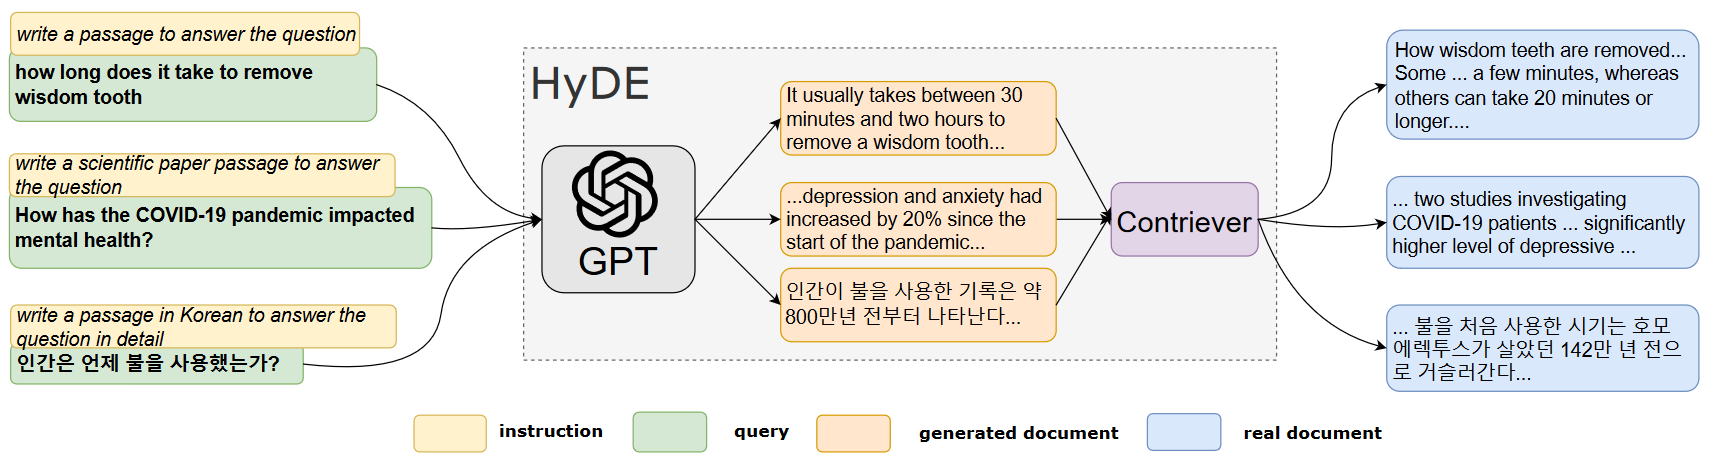 write a passage to answer the question
how long does it take to remove
wisdom tooth
write a scientific paper passage to answer
the question
How has the COVID-19 pandemic impacted
mental health?
write a passage in Korean to answer the
question in detail
인간은 언제 불을 사용했는가?
HyDE
GPT
It usually takes between 30
minutes and two hours to
remove a wisdom tooth...
...depression and anxiety had
increased by 20% since the
start of the pandemic...
인간이 불을 사용한 기록은 약
800만년 전부터 나타난다...
Contriever
How wisdom teeth are removed...
Some ... a few minutes, whereas
others can take 20 minutes or
longer....
... two studies investigating
COVID-19 patients ... significantly
higher level of depressive ...
... 불을 처음 사용한 시기는 호모
에렉투스가 살았던 142만 년 전으
로 거슬러간다...
instruction
query
generated document
real document